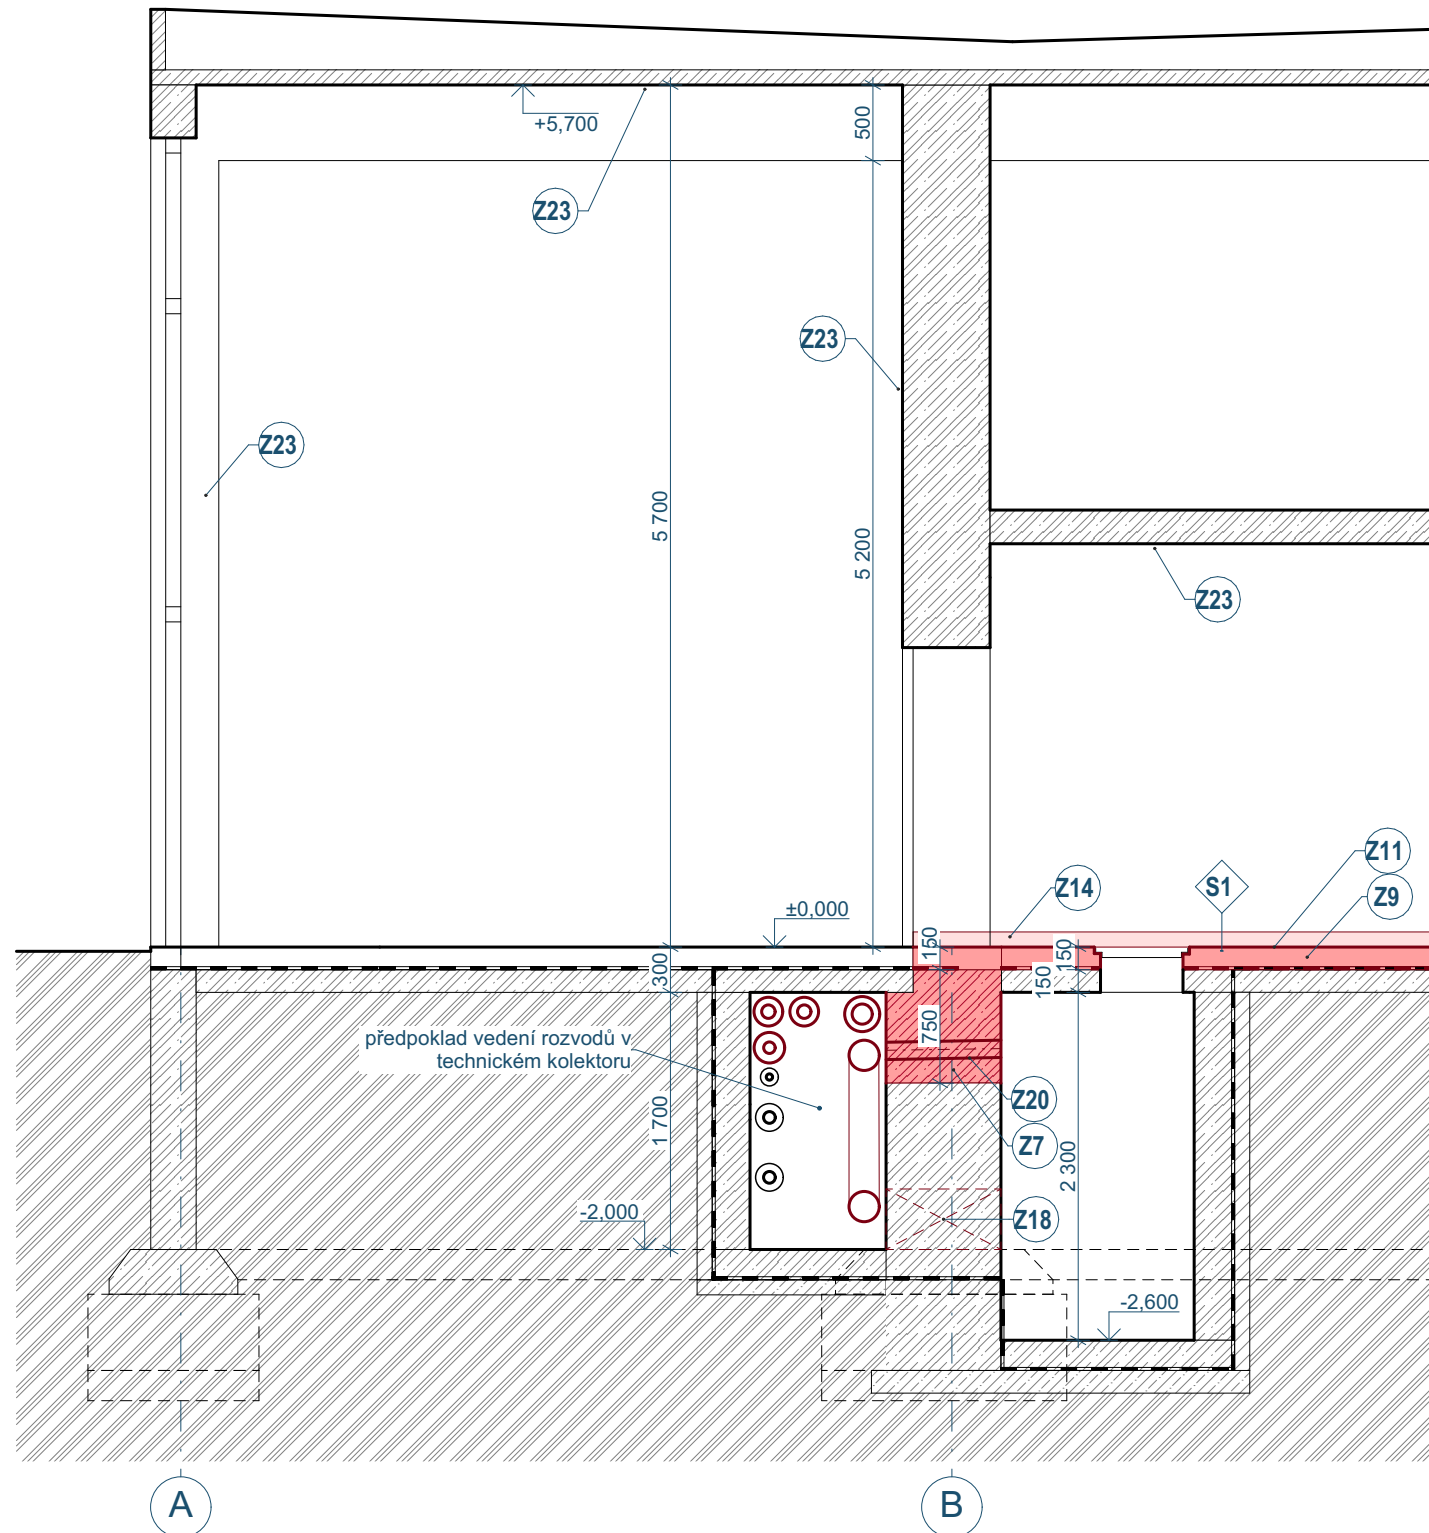 +5,700
500
Z23
Z23
Z23
5 700
5 200
Z23
Z11
Z14
S1
Z9
±0,000
150
150
300
150
předpoklad vedení rozvodů v
technickém kolektoru
750
Z20
1 700
Z7
2 300
-2,000
Z18
-2,600
A
B